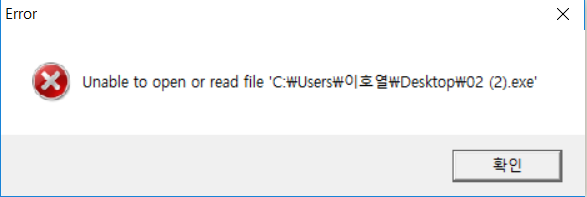 Error
Unable to open or read file 'C:₩Users₩이호열₩Desktop₩02 (2).exe'
확인